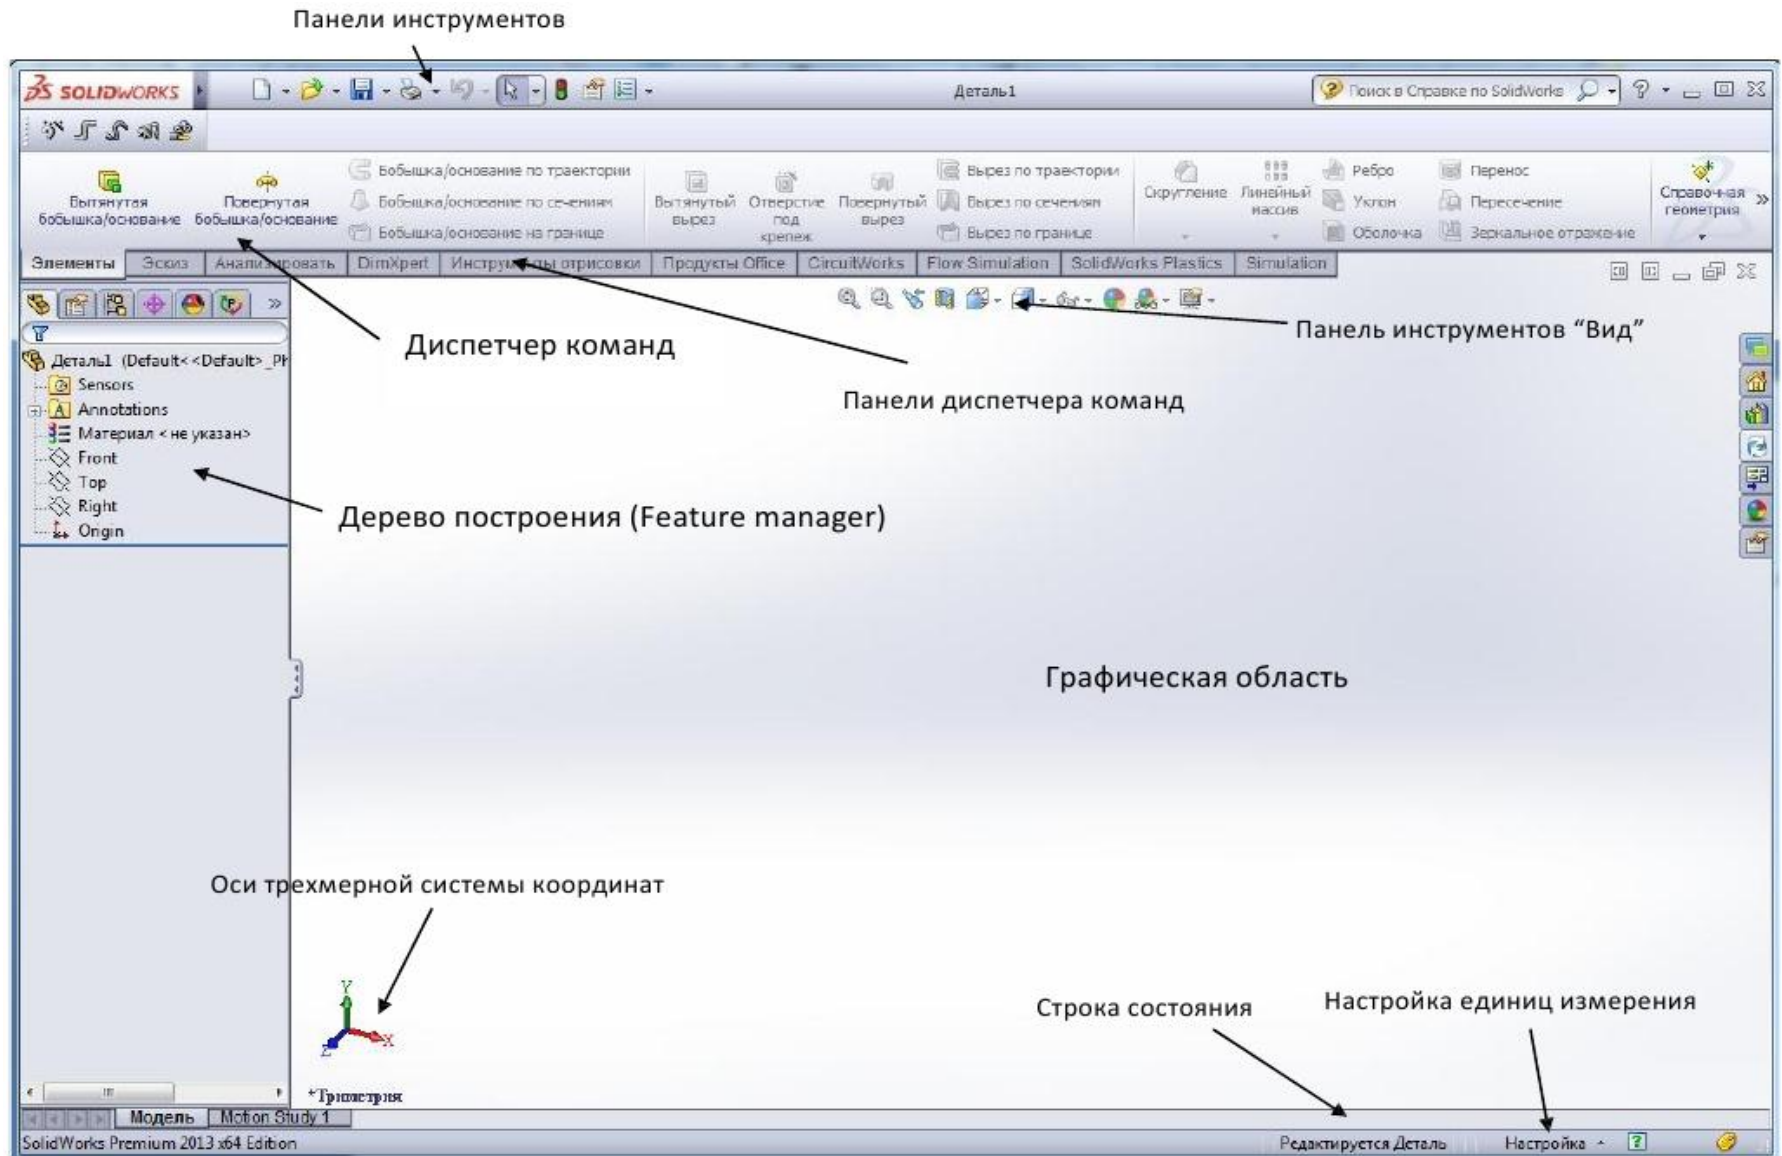 Панели инструментов
SOLIDWORKS
Деталь1
Поиск в Справке по SolidWorks
Вытянутая бобышка/основание
Повернутая бобышка/основание
Бобышка/основание по траектории
Бобышка/основание по сечениям
Бобышка/основание на границе
Вытянутый вырез
Отверстие под крепеж
Повернутый вырез
Вырез по траектории
Вырез по сечениям
Вырез по границе
Скругление
Линейный массив
Ребро
Уклон
Оболочка
Перенос
Пересечение
Зеркальное отражение
Справочная геометрия
Элементы Эскиз Анализировать DimXpert Инструменты отрисовки Продукты Office CircuitWorks Flow Simulation SolidWorks Plastics Simulation
Панель инструментов “Вид”
Диспетчер команд
Деталь1 (Default<<Default>_Ph
Sensors
Панели диспетчера команд
Annotations
Материал <не указан>
Front
Top
Right
Дерево построения (Feature manager)
Origin
Графическая область
Оси трехмерной системы координат
Y
X
Z
Строка состояния
Настройка единиц измерения
*Триметрия
Модель Motion Study 1
SolidWorks Premium 2013 x64 Edition
Редактируется Деталь
Настройка